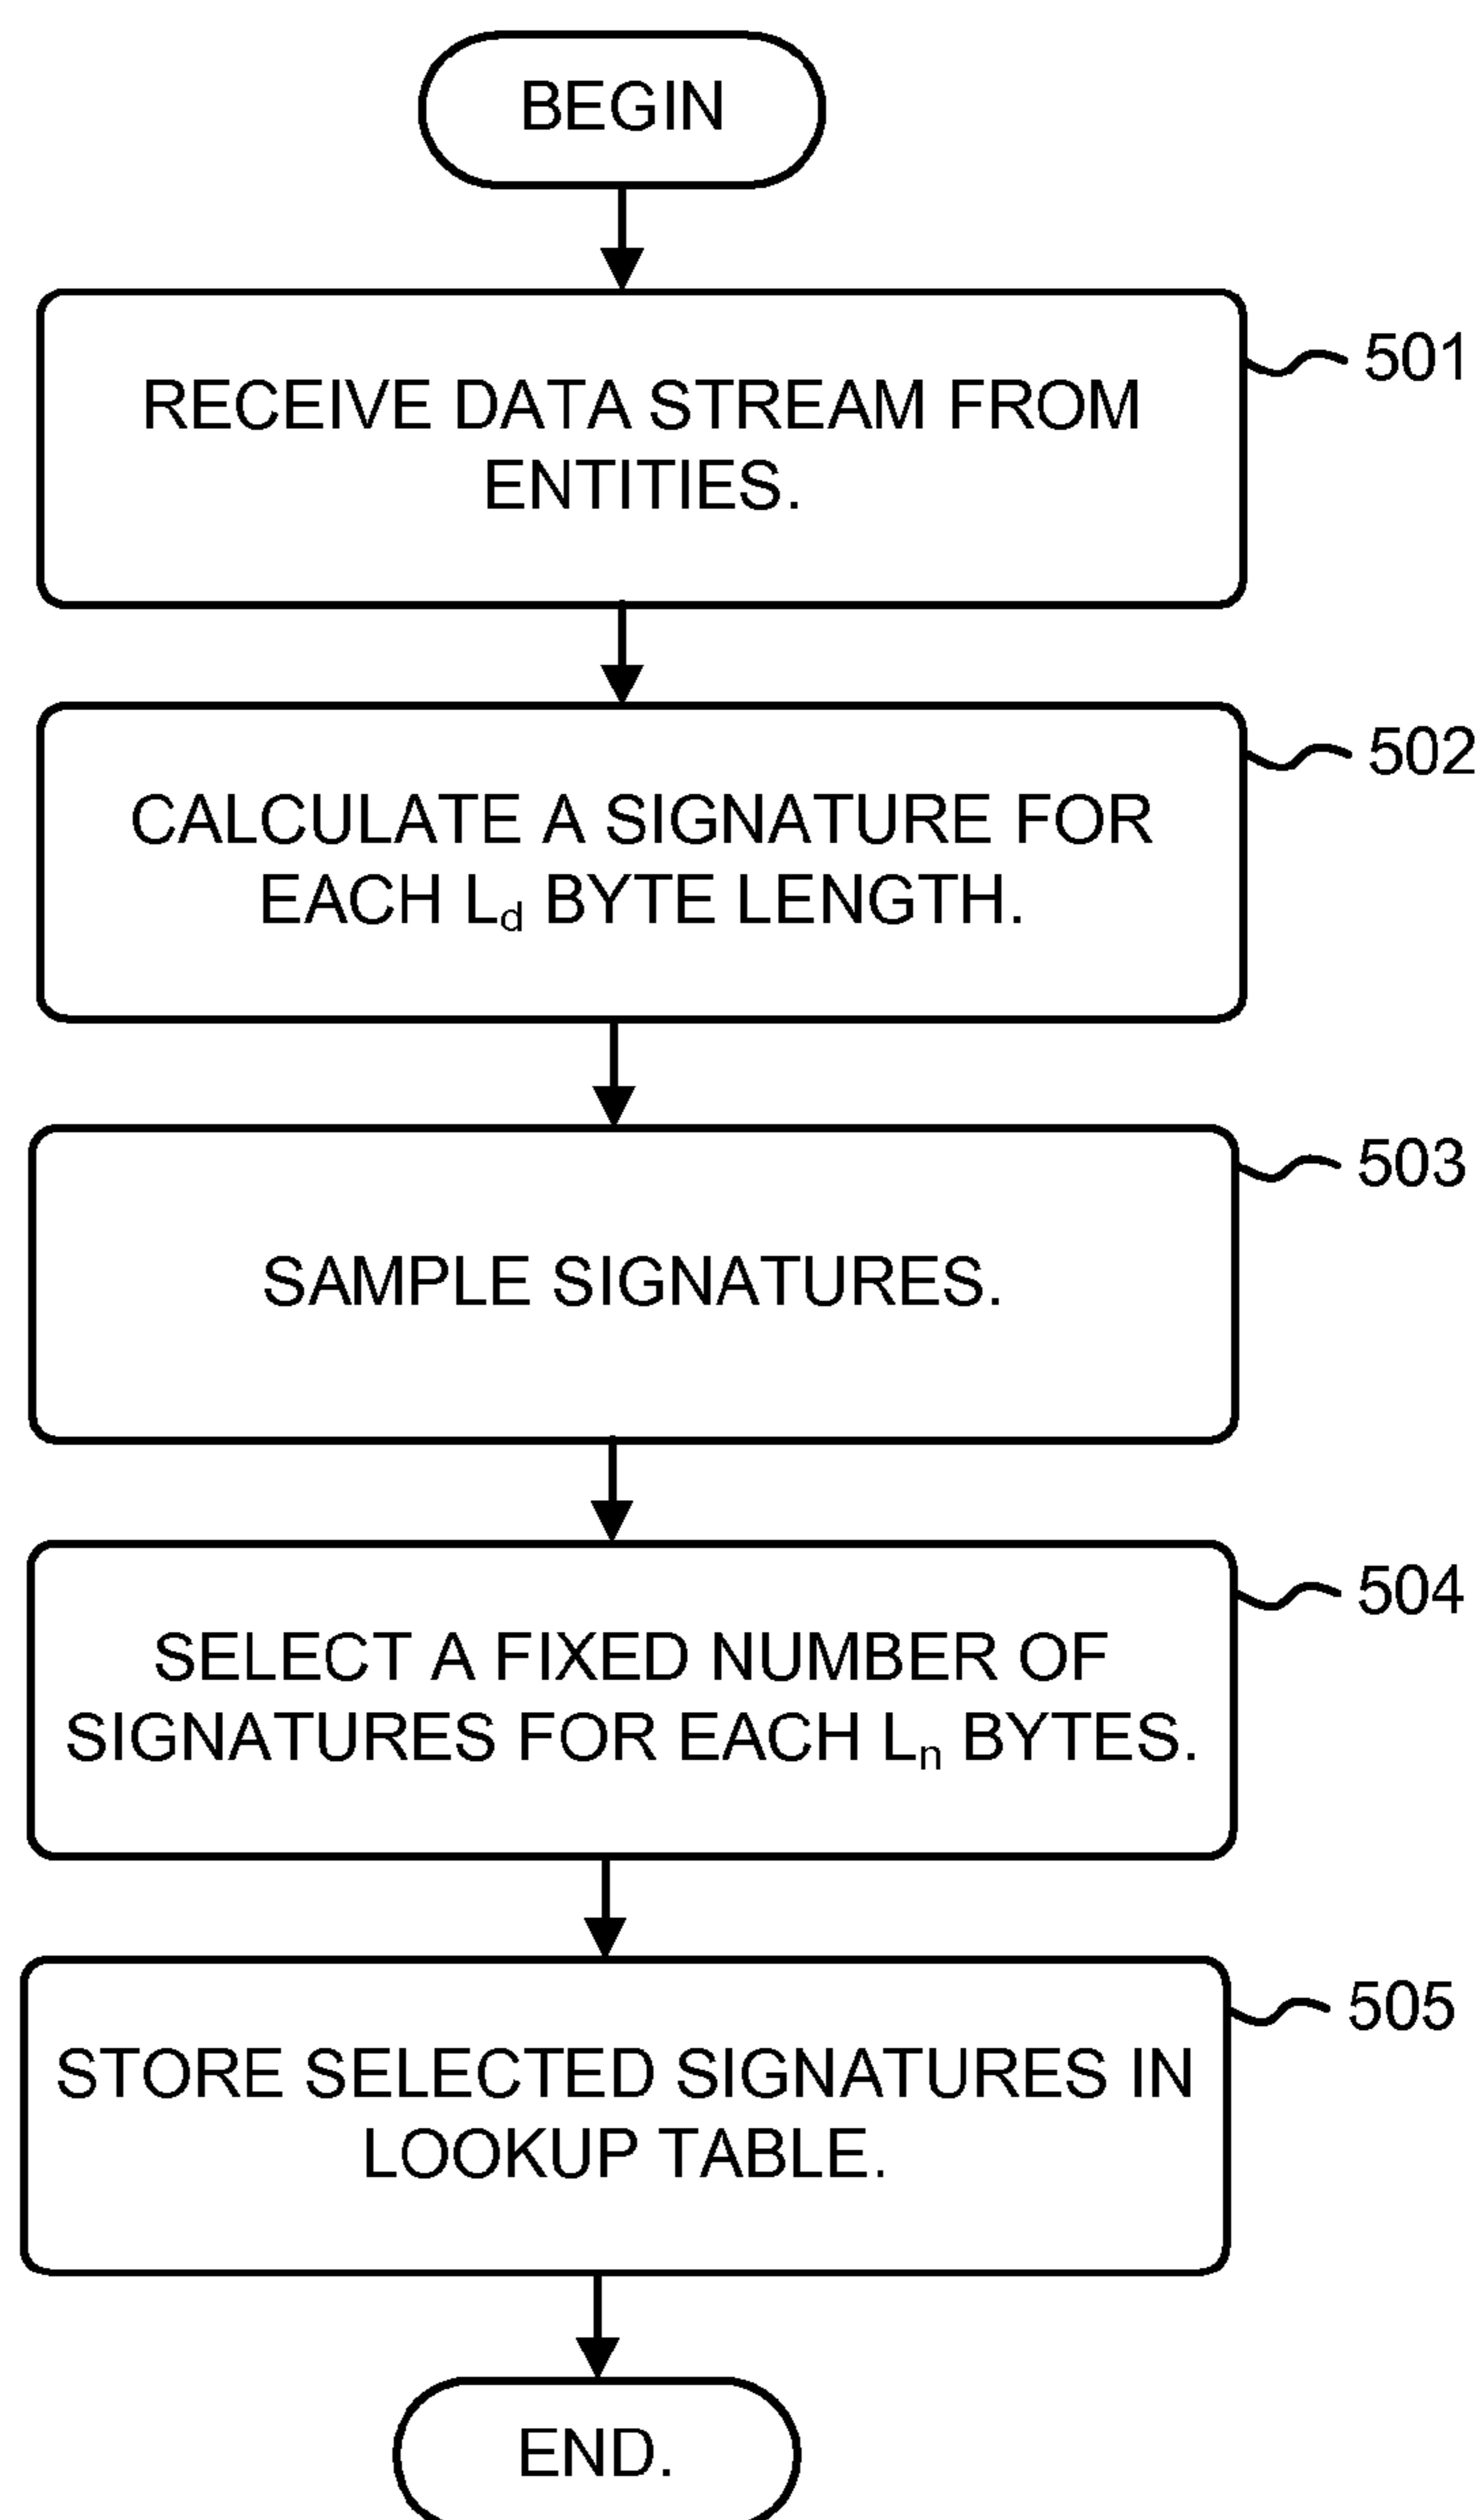 BEGIN
501
RECEIVE DATA STREAM FROM
ENTITIES.
502
CALCULATE A SIGNATURE FOR
EACH Ld BYTE LENGTH.
503
SAMPLE SIGNATURES.
504
SELECT A FIXED NUMBER OF
SIGNATURES FOR EACH Ln BYTES.
505
STORE SELECTED SIGNATURES IN
LOOKUP TABLE.
END.